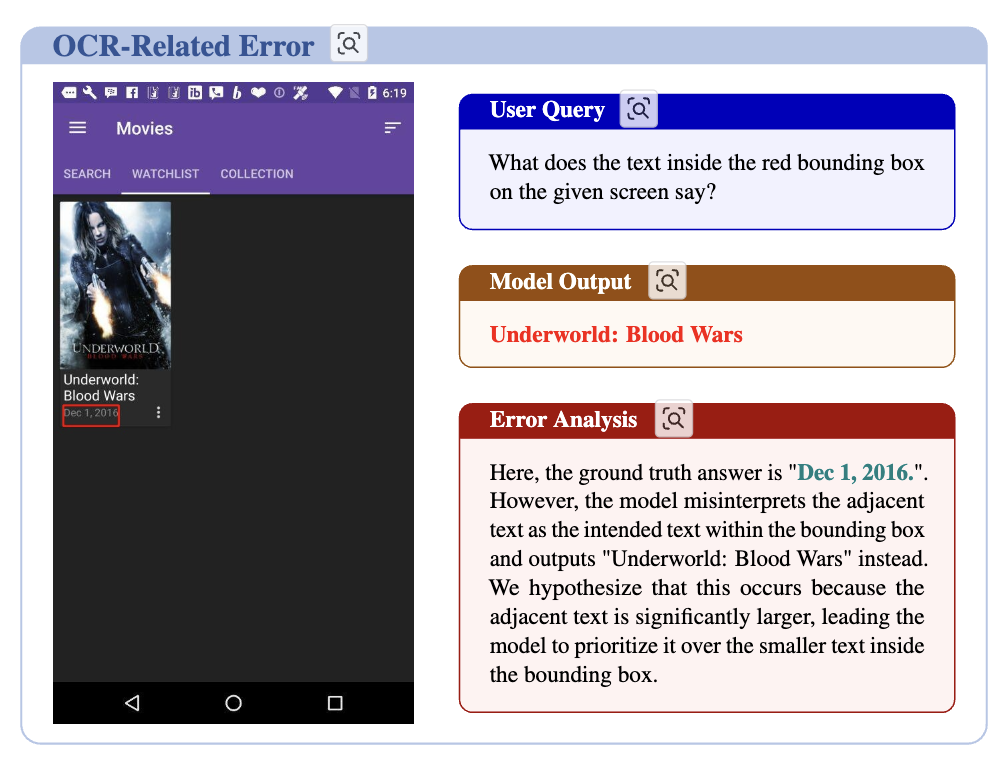 OCR-Related Error
6:19
Movies
SEARCH WATCHLIST COLLECTION
UNDERWORLD
BLOOD WARS
Underworld:
Blood Wars
Dec 1, 2016
User Query
What does the text inside the red bounding box
on the given screen say?
Model Output
Underworld: Blood Wars
Error Analysis
Here, the ground truth answer is "Dec 1, 2016.".
However, the model misinterprets the adjacent
text as the intended text within the bounding box
and outputs "Underworld: Blood Wars" instead.
We hypothesize that this occurs because the
adjacent text is significantly larger, leading the
model to prioritize it over the smaller text inside
the bounding box.